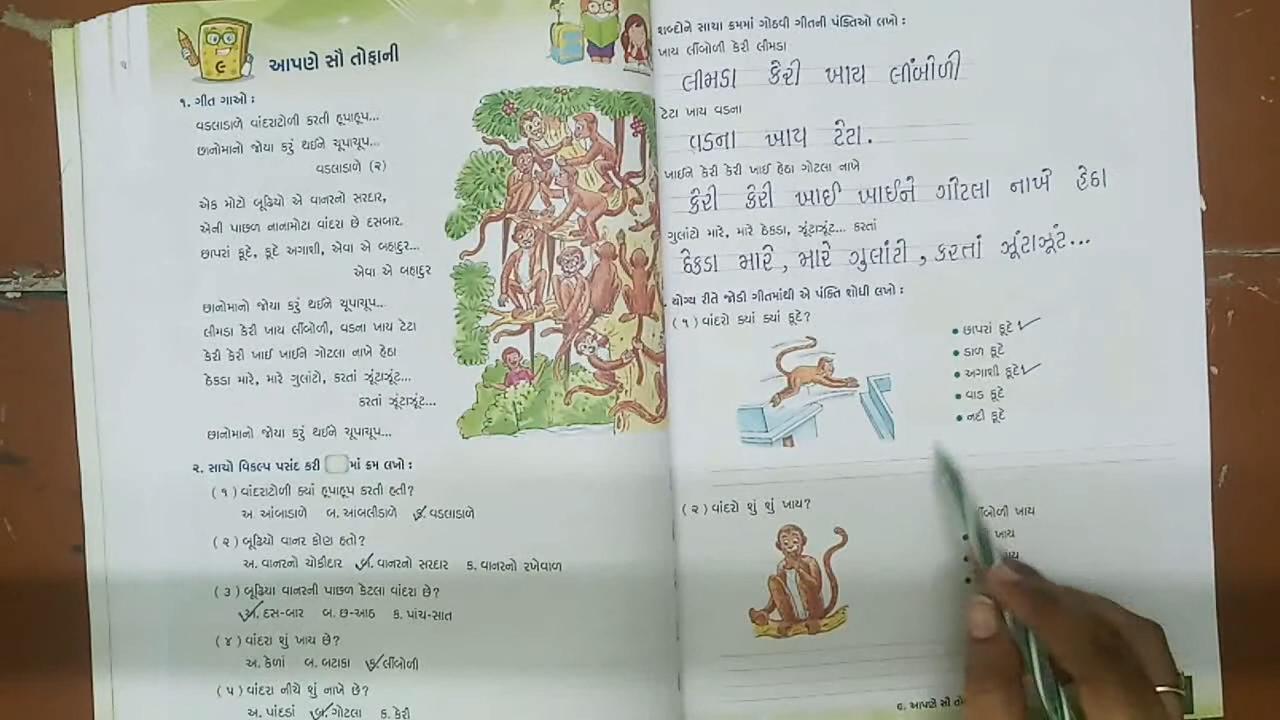 ૯
આપણે સૌ તોફાની
૧. ગીત ગાઓ :
વડલાડાળે વાંદરાટોળી કરતી હૂપાહૂપ...
છાનોમાનો જોયા કરું થઈને ચૂપાચૂપ...
વડલાડાળે (૨)
એક મોટો બૂઢિયો એ વાનરનો સરદાર,
એની પાછળ નાનામોટા વાંદરા છે દસબાર.
છાપરાં કૂદે, કૂદે અગાશી, એવા એ બહાદુર...
એવા એ બહાદુર
છાનોમાનો જોયા કરું થઈને ચૂપાચૂપ...
લીમડા કેરી ખાય લીંબોળી, વડના ખાય ટેટા
કેરી કેરી ખાઈ ખાઈને ગોટલા નાખે હેઠા
ઠેકડા મારે, મારે ગુલાંટો, કરતાં ઝૂંટાઝૂંટ...
કરતાં ઝૂંટાઝૂંટ...
છાનોમાનો જોયા કરું થઈને ચૂપાચૂપ...
૨. સાચો વિકલ્પ પસંદ કરી માં ક્રમ લખો :
(૧) વાંદરાટોળી ક્યાં હૂપાહૂપ કરતી હતી?
અ. આંબાડાળે બ. આબલીડાળે ક. વડલાડાળે
(૨) બૂઢિયો વાનર કોણ હતો?
અ. વાનરનો ચોકીદાર બ. વાનરનો સરદાર ક. વાનરનો રખેવાળ
(૩) બૂઢિયા વાનરની પાછળ કેટલા વાંદરા છે?
અ. દસ-બાર બ. છ-આઠ ક. પાંચ-સાત
(૪) વાંદરા શું ખાય છે?
અ. કેળાં બ. બટાકા ક. લીંબોળી
(૫) વાંદરા નીચે શું નાખે છે?
અ. પાંદડાં બ. ગોટલા ક. કેરી
શબ્દોને સાચા ક્રમમાં ગોઠવી ગીતની પંક્તિઓ લખો :
ખાય લીંબોળી કેરી લીમડા
લીમડા કેરી ખાય લીંબોળી
ટેટા ખાય વડના
વડના ખાય ટેટા.
ખાઈને કેરી કેરી ખાઈ હેઠા ગોટલા નાખે
કેરી કેરી ખાઈ ખાઈને ગોટલા નાખે હેઠા
ગુલાંટો મારે, મારે ઠેકડા, ઝૂંટાઝૂંટ... કરતાં
ઠેકડા મારે, મારે ગુલાંટી, કરતાં ઝૂંટાઝૂંટ...
યોગ્ય રીતે જોડી ગીતમાંથી એ પંક્તિ શોધી લખો :
(૧) વાંદરો ક્યાં ક્યાં કૂદે?
• છાપરાં કૂદે
• ડાળ કૂદે
• અગાશી કૂદે
• વાડ કૂદે
• નદી કૂદે
(૨) વાંદરો શું શું ખાય?
લીંબોળી ખાય
ખાય
૯. આપણે સૌ